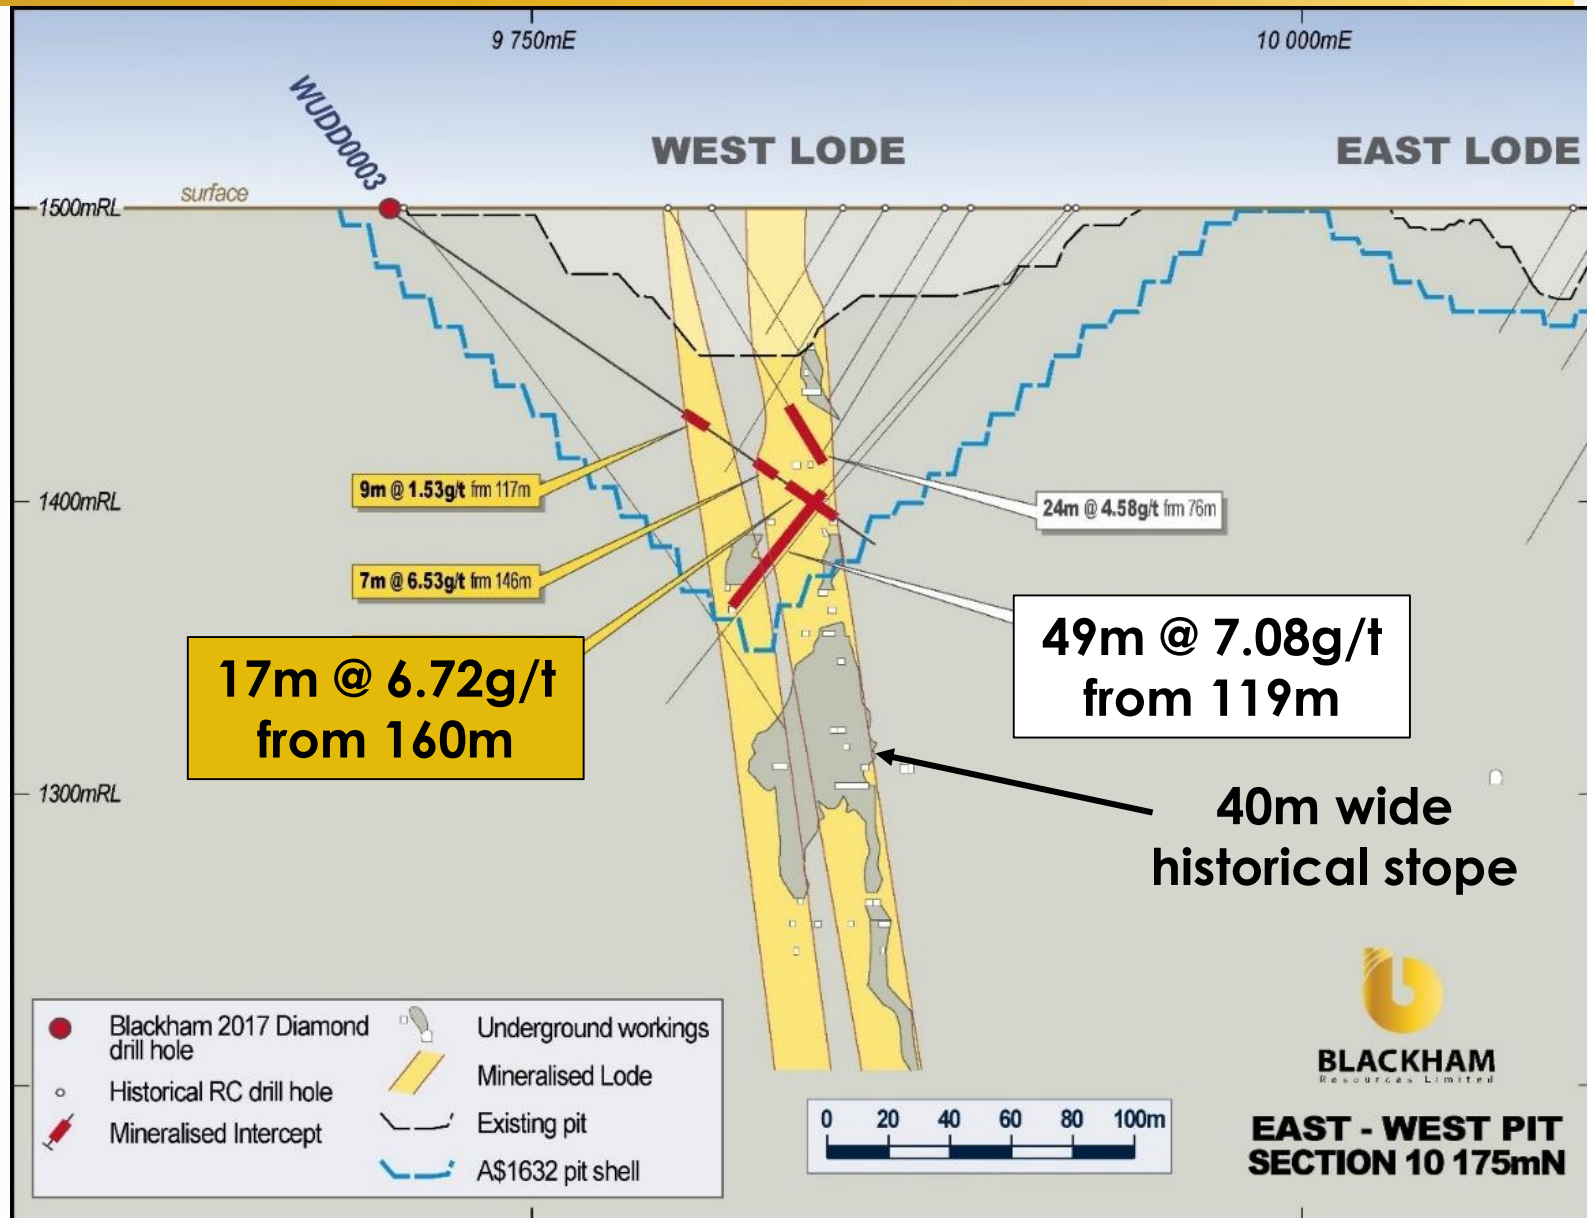 9 750mE
10 000mE
WUDD0003
WEST LODE
EAST LODE
surface
1500mRL
9m @ 1.53g/t frm 117m
1400mRL
24m @ 4.58g/t frm 76m
7m @ 6.53g/t frm 146m
17m @ 6.72g/t
from 160m
49m @ 7.08g/t
from 119m
1300mRL
40m wide
historical stope
Blackham 2017 Diamond
drill hole
Historical RC drill hole
Mineralised Intercept
Underground workings
Mineralised Lode
Existing pit
A$1632 pit shell
0 20 40 60 80 100m
BLACKHAM
Resources Limited
EAST - WEST PIT
SECTION 10 175mN